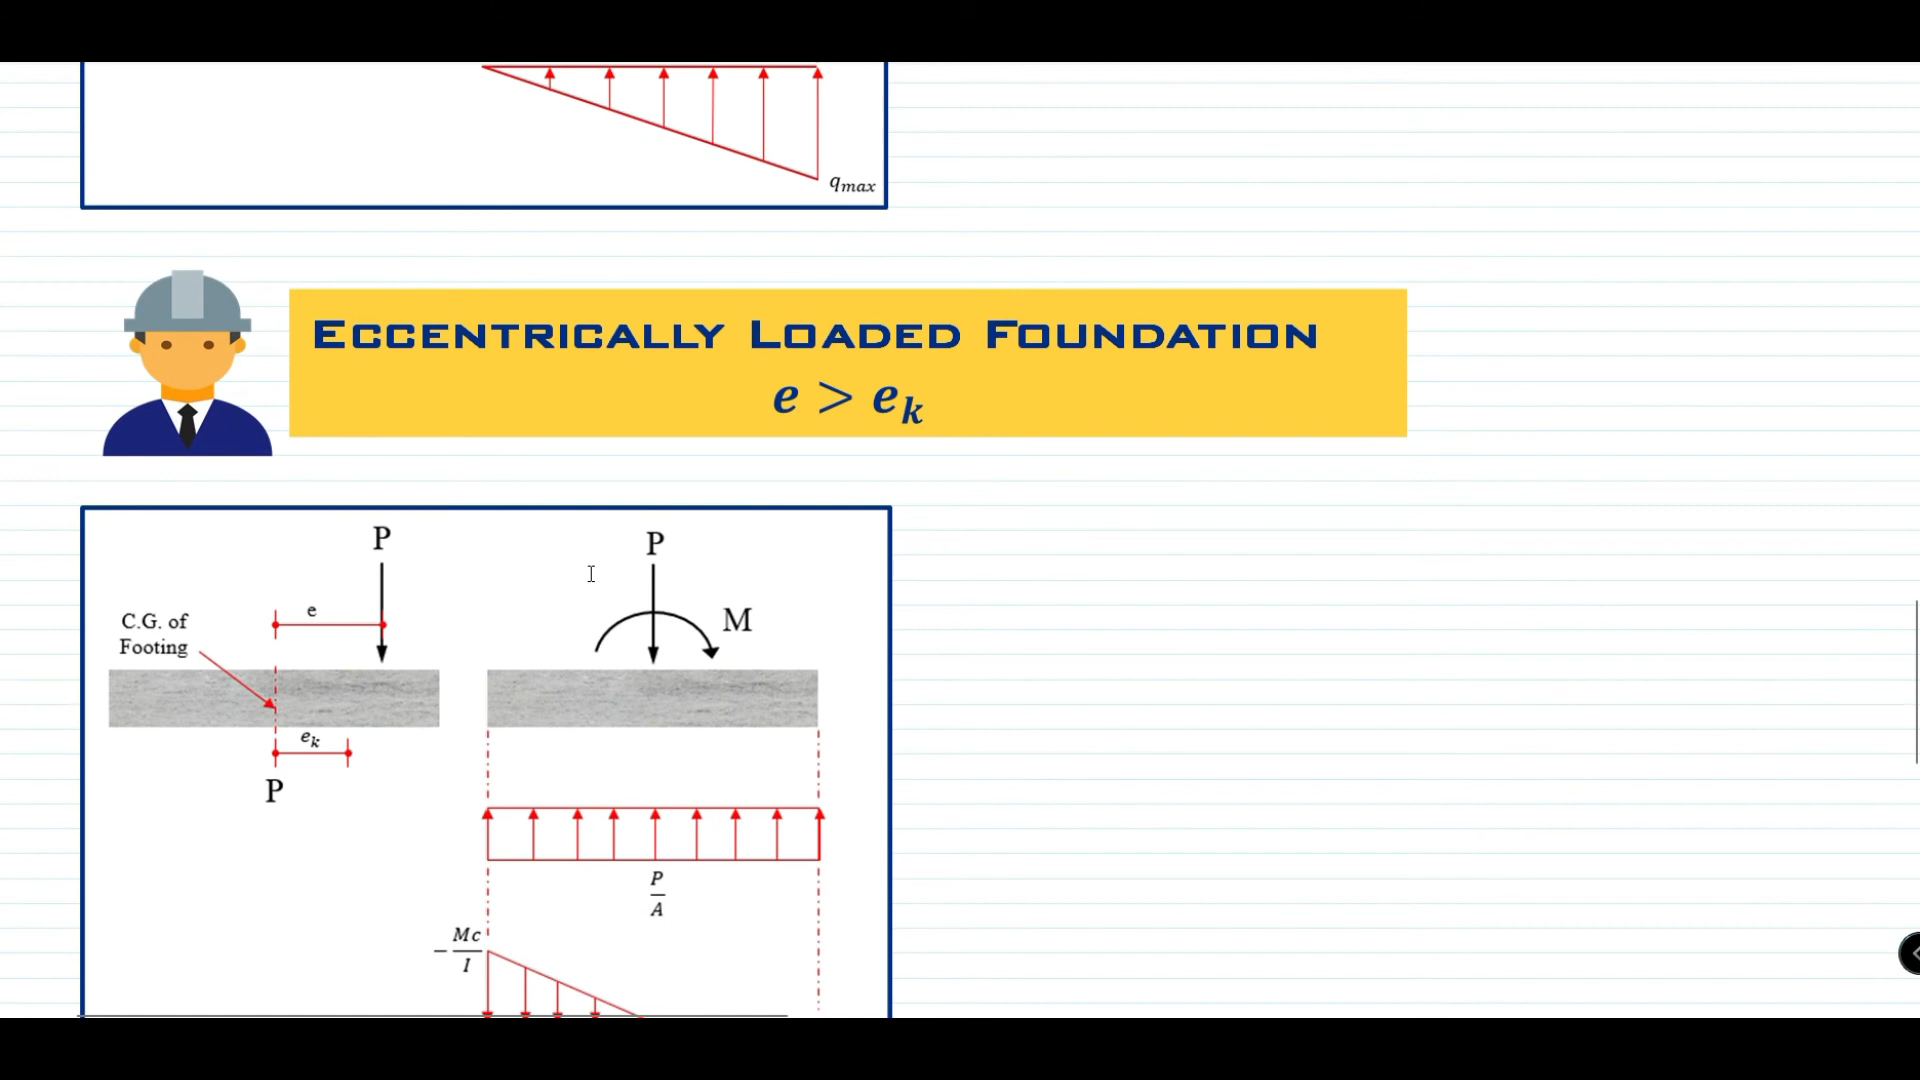 q_max
ECCENTRICALLY LOADED FOUNDATION
e > e_k
P
P
e
M
C.G. of
Footing
e_k
P
P
A
− Mc
I